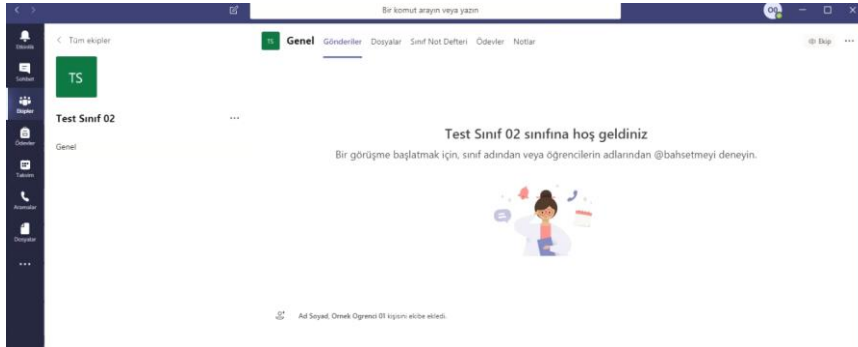 Bir komut arayın veya yazın
OÖ
Etkinlik
Sohbet
Ekipler
Ödevler
Takvim
Aramalar
Dosyalar
Tüm ekipler
TS
Test Sınıf 02
Genel
TS
Genel Gönderiler Dosyalar Sınıf Not Defteri Ödevler Notlar
Ekip
Test Sınıf 02 sınıfına hoş geldiniz
Bir görüşme başlatmak için, sınıf adından veya öğrencilerin adlarından @bahsetmeyi deneyin.
Ad Soyad, Ornek Ogrenci 01 kişisini ekibe ekledi.